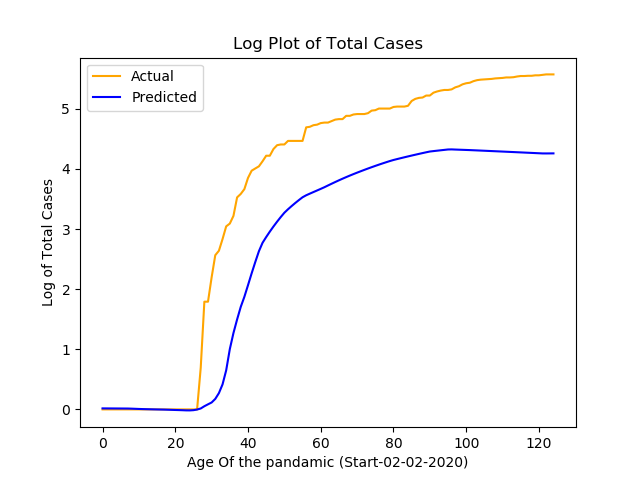 Log Plot of Total Cases
Actual
Predicted
Log of Total Cases
5
4
3
2
1
0
0 20 40 60 80 100 120
Age Of the pandamic (Start-02-02-2020)